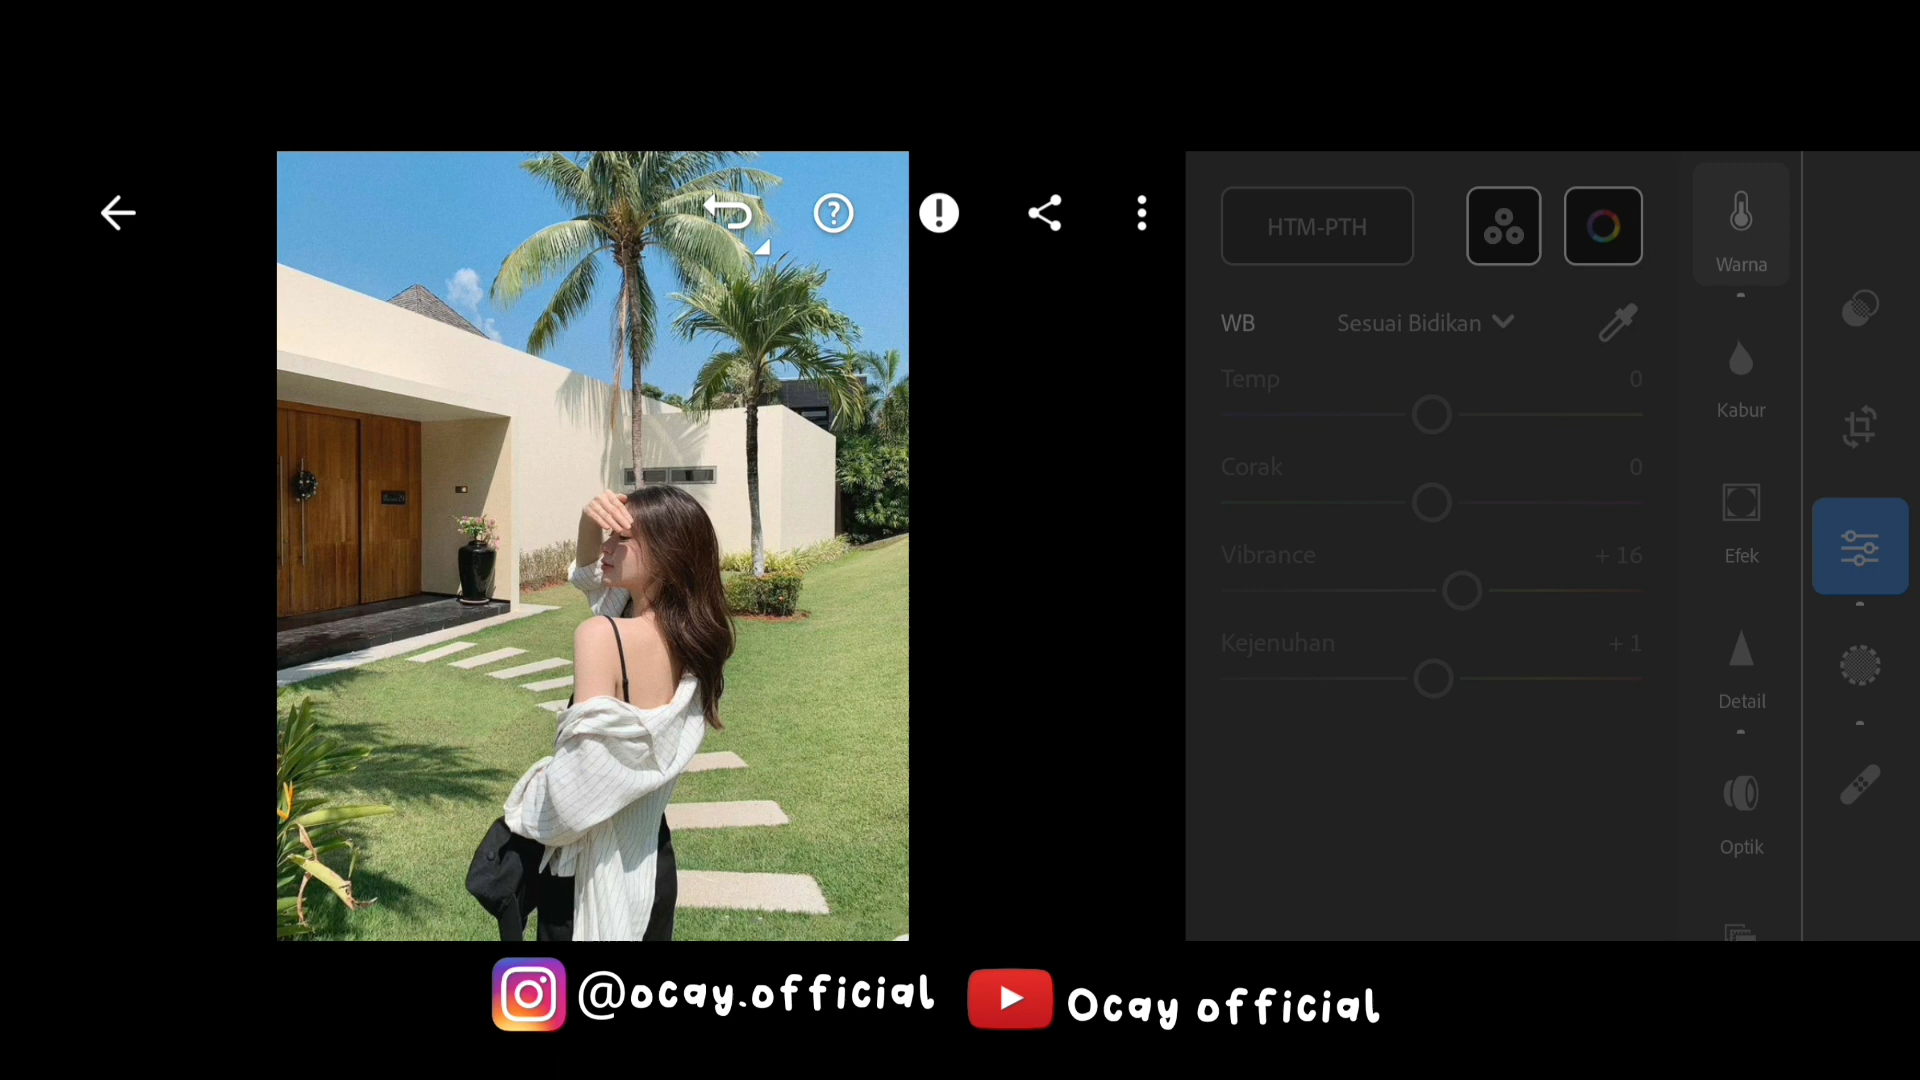 HTM-PTH
Warna
WB
Sesuai Bidikan
Temp
0
Kabur
Corak
0
Vibrance
+ 16
Efek
Kejenuhan
+ 1
Detail
Optik
@ocay.official
Ocay official